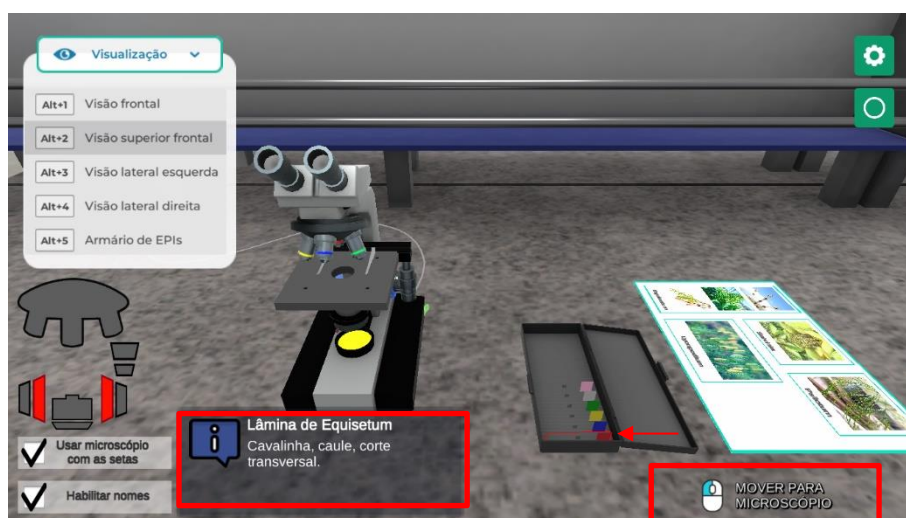 Visualização
Alt+1 Visão frontal
Alt+2 Visão superior frontal
Alt+3 Visão lateral esquerda
Alt+4 Visão lateral direita
Alt+5 Armário de EPIs
Usar microscópio
com as setas
Habilitar nomes
Lâmina de Equisetum
Cavalinha, caule, corte
transversal.
MOVER PARA
MICROSCÓPIO